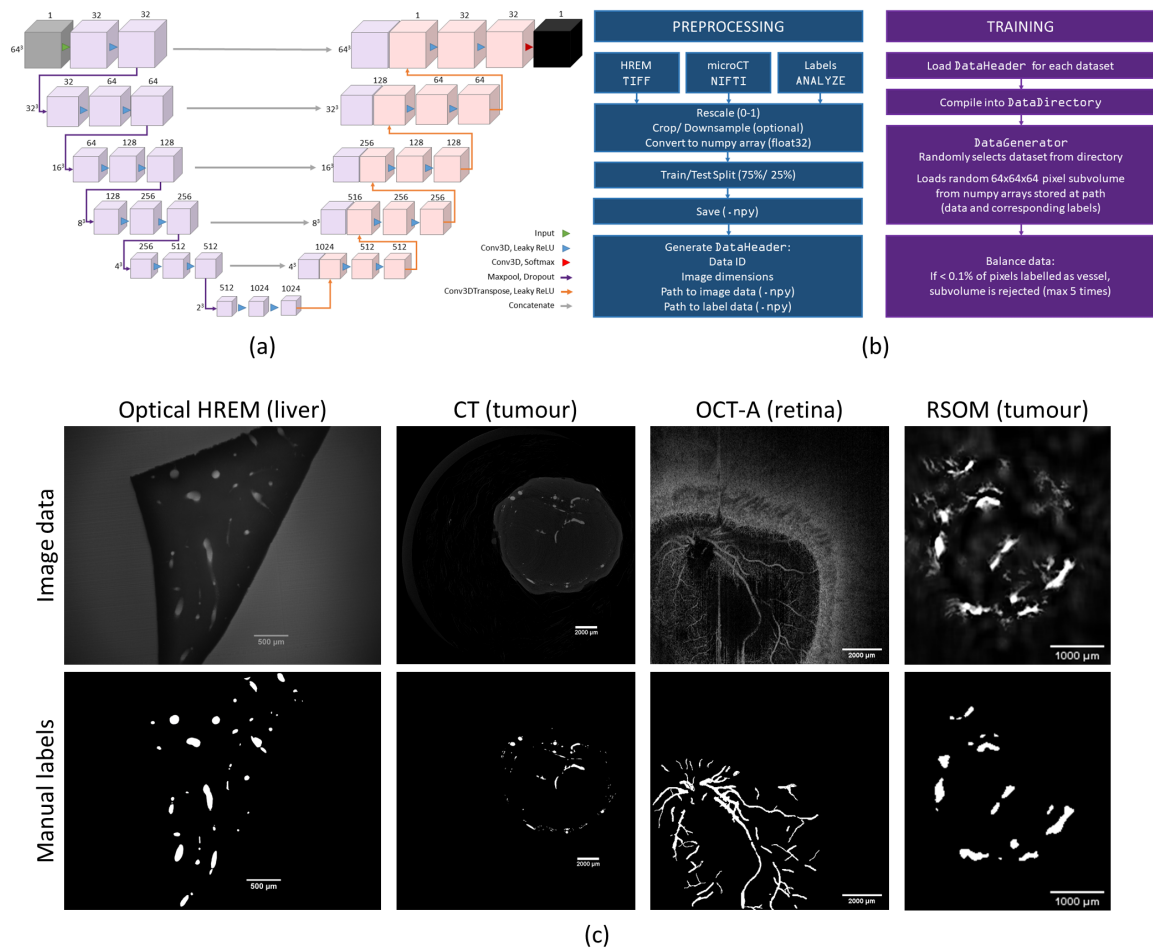 1 32 32
64³
32 64 64
32³
64 128 128
16³
128 256 256
8³
256 512 512
4³
512 1024 1024
2³
1 32 32 1
64³
128 64 64
32³
256 128 128
16³
516 256 256
8³
1024 512 512
4³
Input
Conv3D, Leaky ReLU
Conv3D, Softmax
Maxpool, Dropout
Conv3DTranspose, Leaky ReLU
Concatenate
(a)
PREPROCESSING
HREM
TIFF
microCT
NIFTI
Labels
ANALYZE
Rescale (0-1)
Crop/ Downsample (optional)
Convert to numpy array (float32)
Train/Test Split (75%/ 25%)
Save (.npy)
Generate DataHeader:
Data ID
Image dimensions
Path to image data (.npy)
Path to label data (.npy)
TRAINING
Load DataHeader for each dataset
Compile into DataDirectory
DataGenerator
Randomly selects dataset from directory
Loads random 64x64x64 pixel subvolume
from numpy arrays stored at path
(data and corresponding labels)
Balance data:
If < 0.1% of pixels labelled as vessel,
subvolume is rejected (max 5 times)
(b)
Optical HREM (liver)
CT (tumour)
OCT-A (retina)
RSOM (tumour)
Image data
500 µm
2000 µm
2000 µm
1000 µm
Manual labels
500 µm
2000 µm
2000 µm
1000 µm
(c)